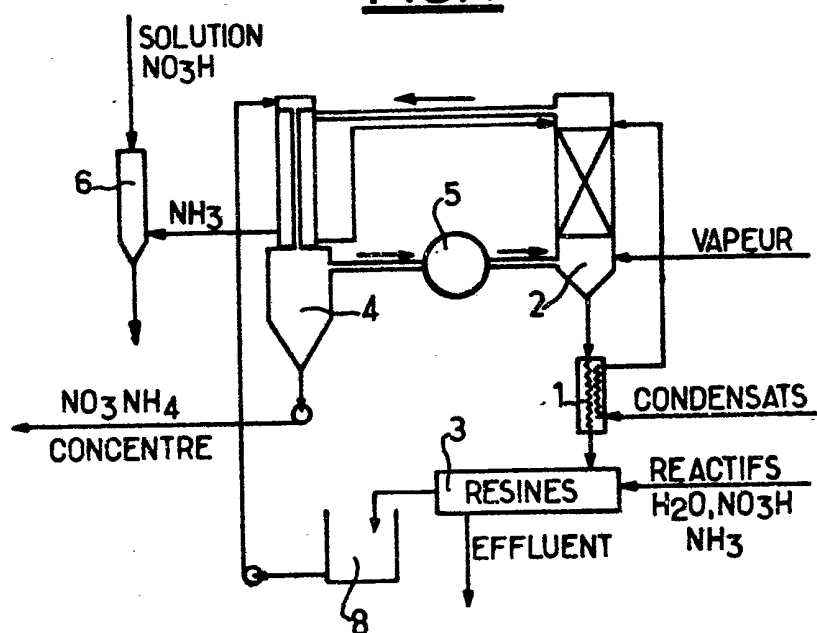 SOLUTION
NO3H
6
NH3
5
VAPEUR
2
4
1
CONDENSATS
NO3NH4
CONCENTRE
3
RESINES
REACTIFS
H2O,NO3H
NH3
EFFLUENT
8